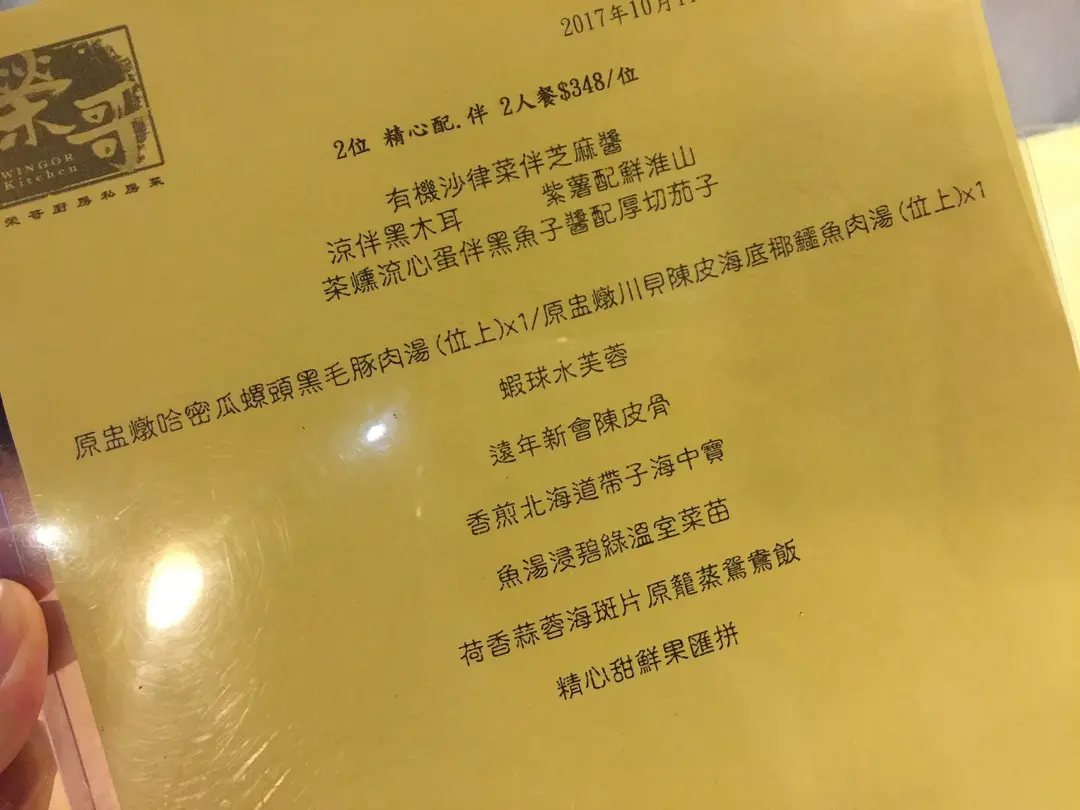 2017年10月
榮哥
WINGOR
Kitchen
榮哥廚房私房菜
2位 精心配.伴 2人餐$348/位
有機沙律菜伴芝麻醬
涼伴黑木耳 紫薯配鮮淮山
茶燻流心蛋伴黑魚子醬配厚切茄子
原盅燉哈密瓜螺頭黑毛豚肉湯(位上)x1/原盅燉川貝陳皮海底椰鱷魚肉湯(位上)x1
蝦球水芙蓉
遠年新會陳皮骨
香煎北海道帶子海中寶
魚湯浸碧綠溫室菜苗
荷香蒜蓉海斑片原籠蒸鴛鴦飯
精心甜鮮果匯拼